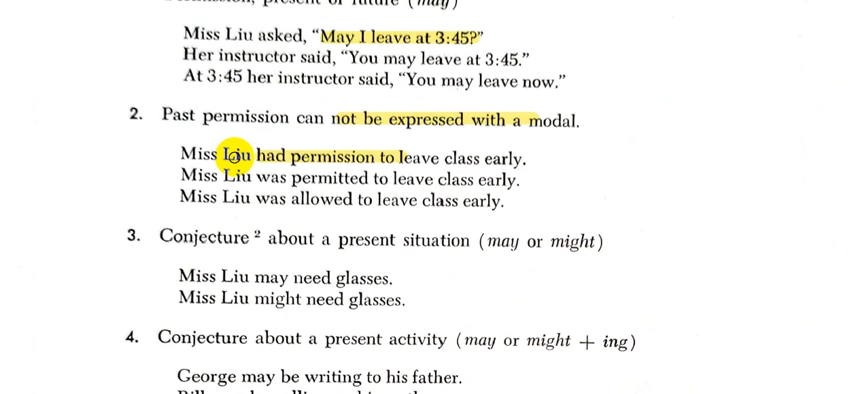 (may)
Miss Liu asked, “May I leave at 3:45?”
Her instructor said, “You may leave at 3:45.”
At 3:45 her instructor said, “You may leave now.”
2. Past permission can not be expressed with a modal.
Miss Liu had permission to leave class early.
Miss Liu was permitted to leave class early.
Miss Liu was allowed to leave class early.
3. Conjecture ² about a present situation (may or might)
Miss Liu may need glasses.
Miss Liu might need glasses.
4. Conjecture about a present activity (may or might + ing)
George may be writing to his father.